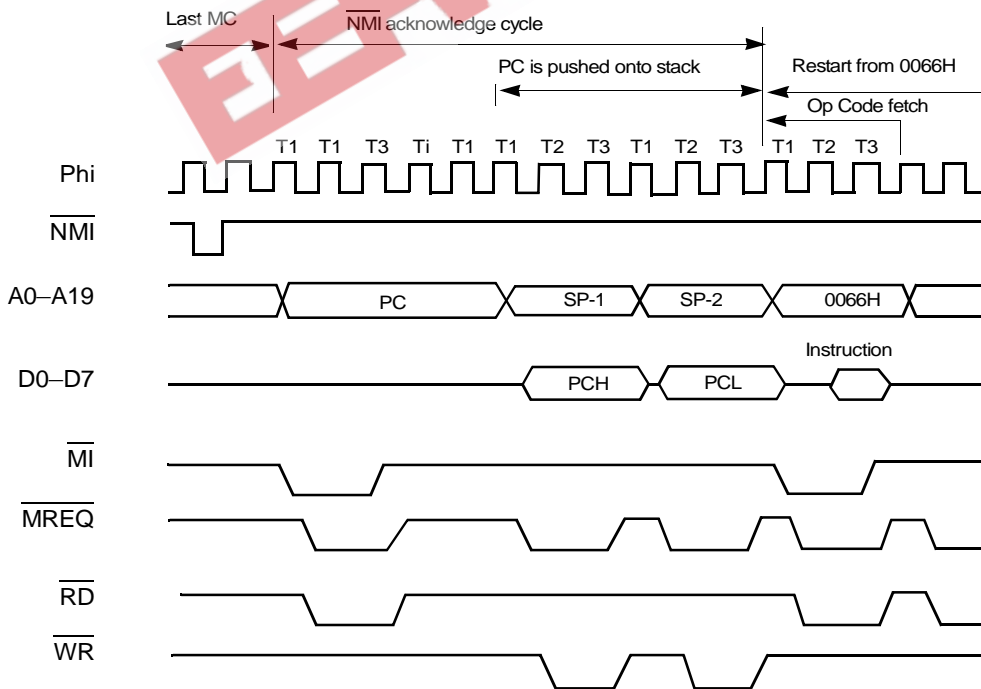 Last MC
NMI acknowledge cycle
PC is pushed onto stack
Restart from 0066H
Op Code fetch
T1 T1 T3 Ti T1 T1 T2 T3 T1 T2 T3 T1 T2 T3
Phi
NMI
A0–A19
PC
SP-1
SP-2
0066H
Instruction
D0–D7
PCH
PCL
MI
MREQ
RD
WR